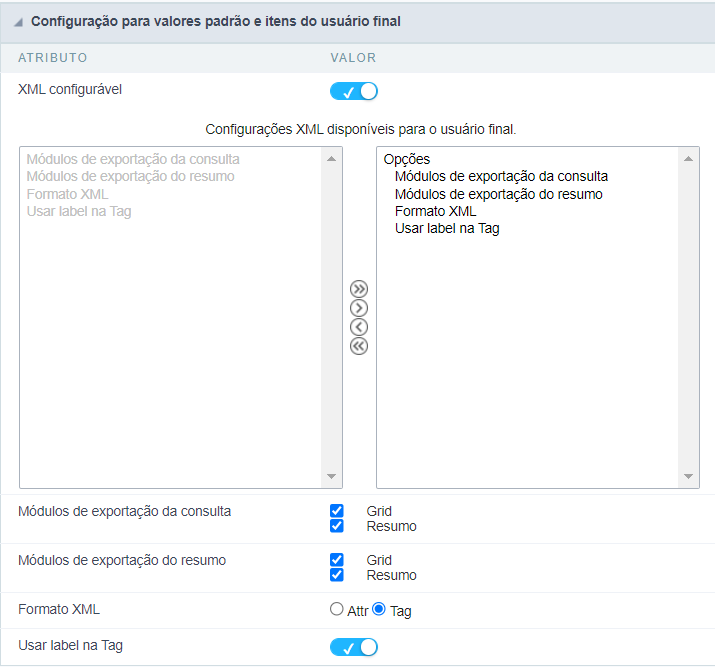 Configuração para valores padrão e itens do usuário final
ATRIBUTO VALOR
XML configurável
Configurações XML disponíveis para o usuário final.
Módulos de exportação da consulta
Módulos de exportação do resumo
Formato XML
Usar label na Tag
Opções
Módulos de exportação da consulta
Módulos de exportação do resumo
Formato XML
Usar label na Tag
Módulos de exportação da consulta Grid
Resumo
Módulos de exportação do resumo Grid
Resumo
Formato XML Attr Tag
Usar label na Tag